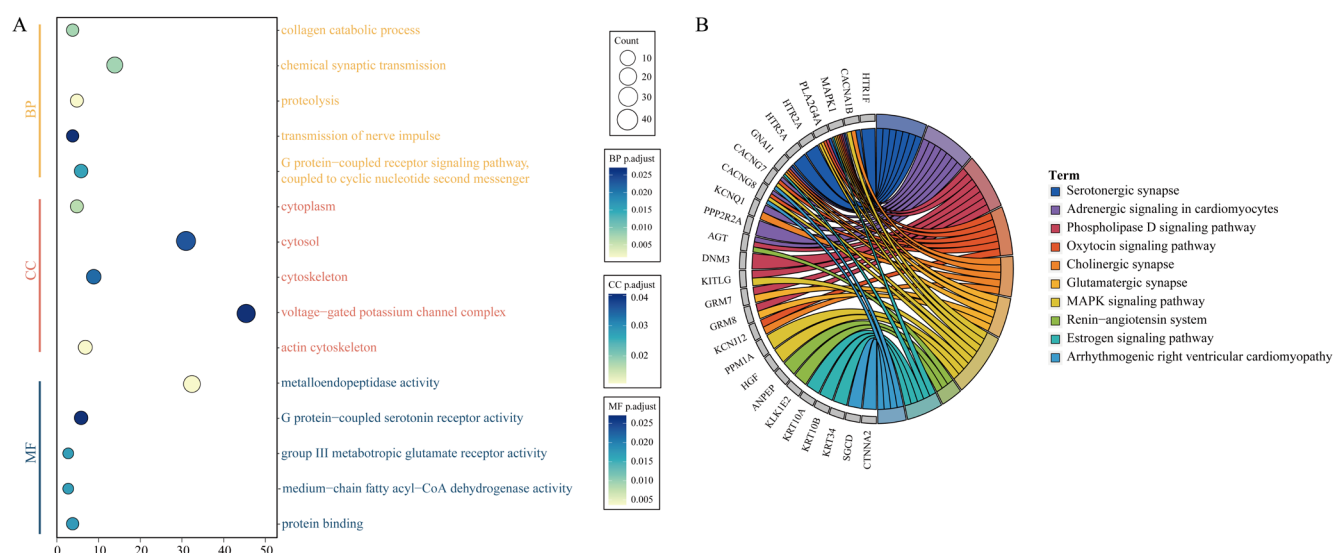 A
BP
collagen catabolic process
chemical synaptic transmission
proteolysis
transmission of nerve impulse
G protein−coupled receptor signaling pathway,
coupled to cyclic nucleotide second messenger
CC
cytoplasm
cytosol
cytoskeleton
voltage−gated potassium channel complex
actin cytoskeleton
MF
metalloendopeptidase activity
G protein−coupled serotonin receptor activity
group III metabotropic glutamate receptor activity
medium−chain fatty acyl−CoA dehydrogenase activity
protein binding
0 10 20 30 40 50
Count
10
20
30
40
BP p.adjust
0.025
0.020
0.015
0.010
0.005
CC p.adjust
0.04
0.03
0.02
MF p.adjust
0.025
0.020
0.015
0.010
0.005
B
HTR1F
CACNA1B
MAPK1
PLA2G4A
HTR2A
HTR5A
GNAI1
CACNG7
CACNG8
KCNQ1
PPP2R2A
AGT
DNM3
KITLG
GRM7
GRM8
KCNJ12
PPM1A
HGF
ANPEP
KLK1E2
KRT10A
KRT10B
KRT34
SGCD
CTNNA2
Term
Serotonergic synapse
Adrenergic signaling in cardiomyocytes
Phospholipase D signaling pathway
Oxytocin signaling pathway
Cholinergic synapse
Glutamatergic synapse
MAPK signaling pathway
Renin−angiotensin system
Estrogen signaling pathway
Arrhythmogenic right ventricular cardiomyopathy